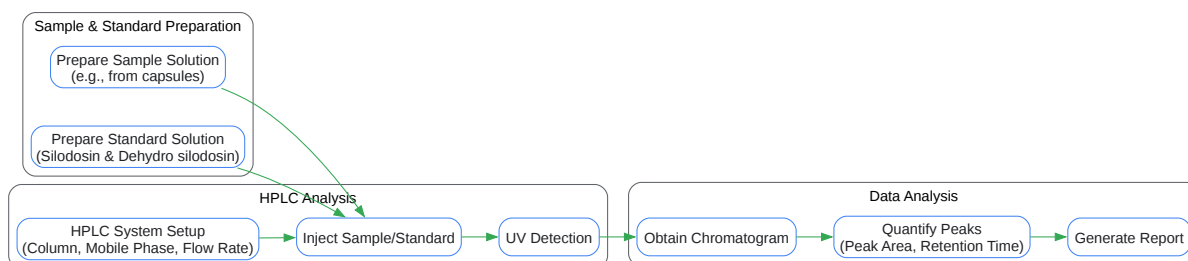 Sample & Standard Preparation
Prepare Sample Solution
(e.g., from capsules)
Prepare Standard Solution
(Silodosin & Dehydro silodosin)
HPLC Analysis
HPLC System Setup
(Column, Mobile Phase, Flow Rate)
Inject Sample/Standard
UV Detection
Data Analysis
Obtain Chromatogram
Quantify Peaks
(Peak Area, Retention Time)
Generate Report